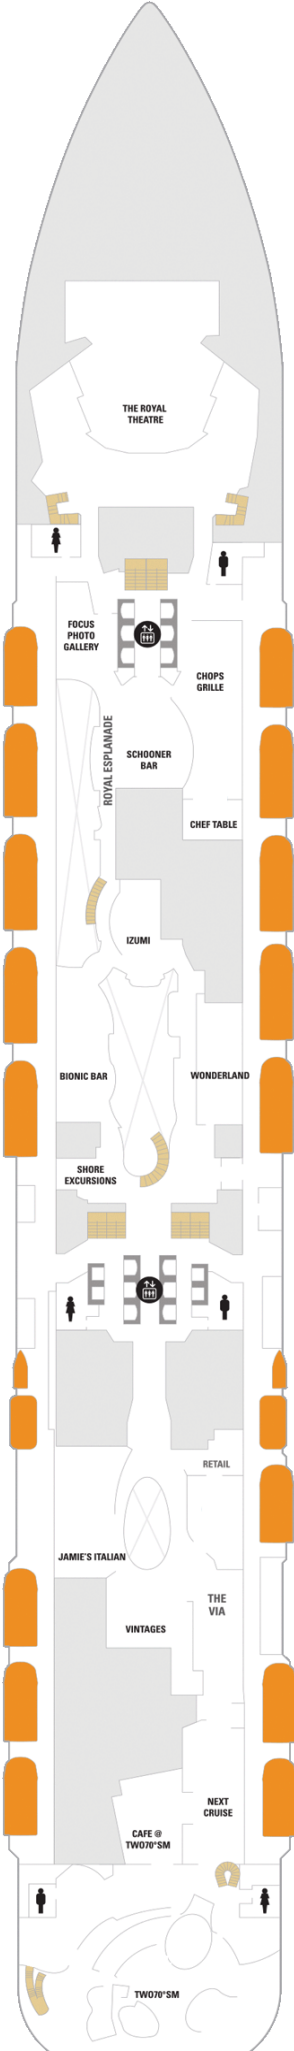 THE ROYAL
THEATRE
FOCUS
PHOTO
GALLERY
CHOPS
GRILLE
ROYAL ESPLANADE
SCHOONER
BAR
CHEF TABLE
IZUMI
BIONIC BAR
WONDERLAND
SHORE
EXCURSIONS
RETAIL
JAMIE'S ITALIAN
THE
VIA
VINTAGES
NEXT
CRUISE
CAFE @
TWO70°SM
TWO70°SM